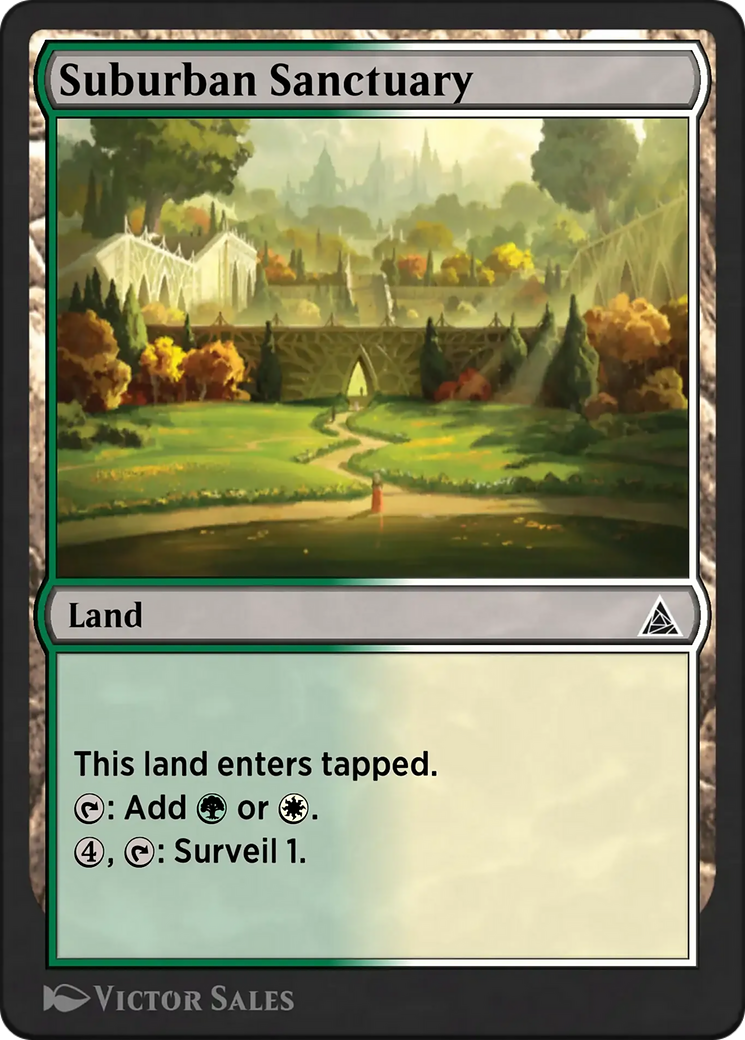 Suburban Sanctuary
Land
This land enters tapped.
: Add or .
4, : Surveil 1.
VICTOR SALES